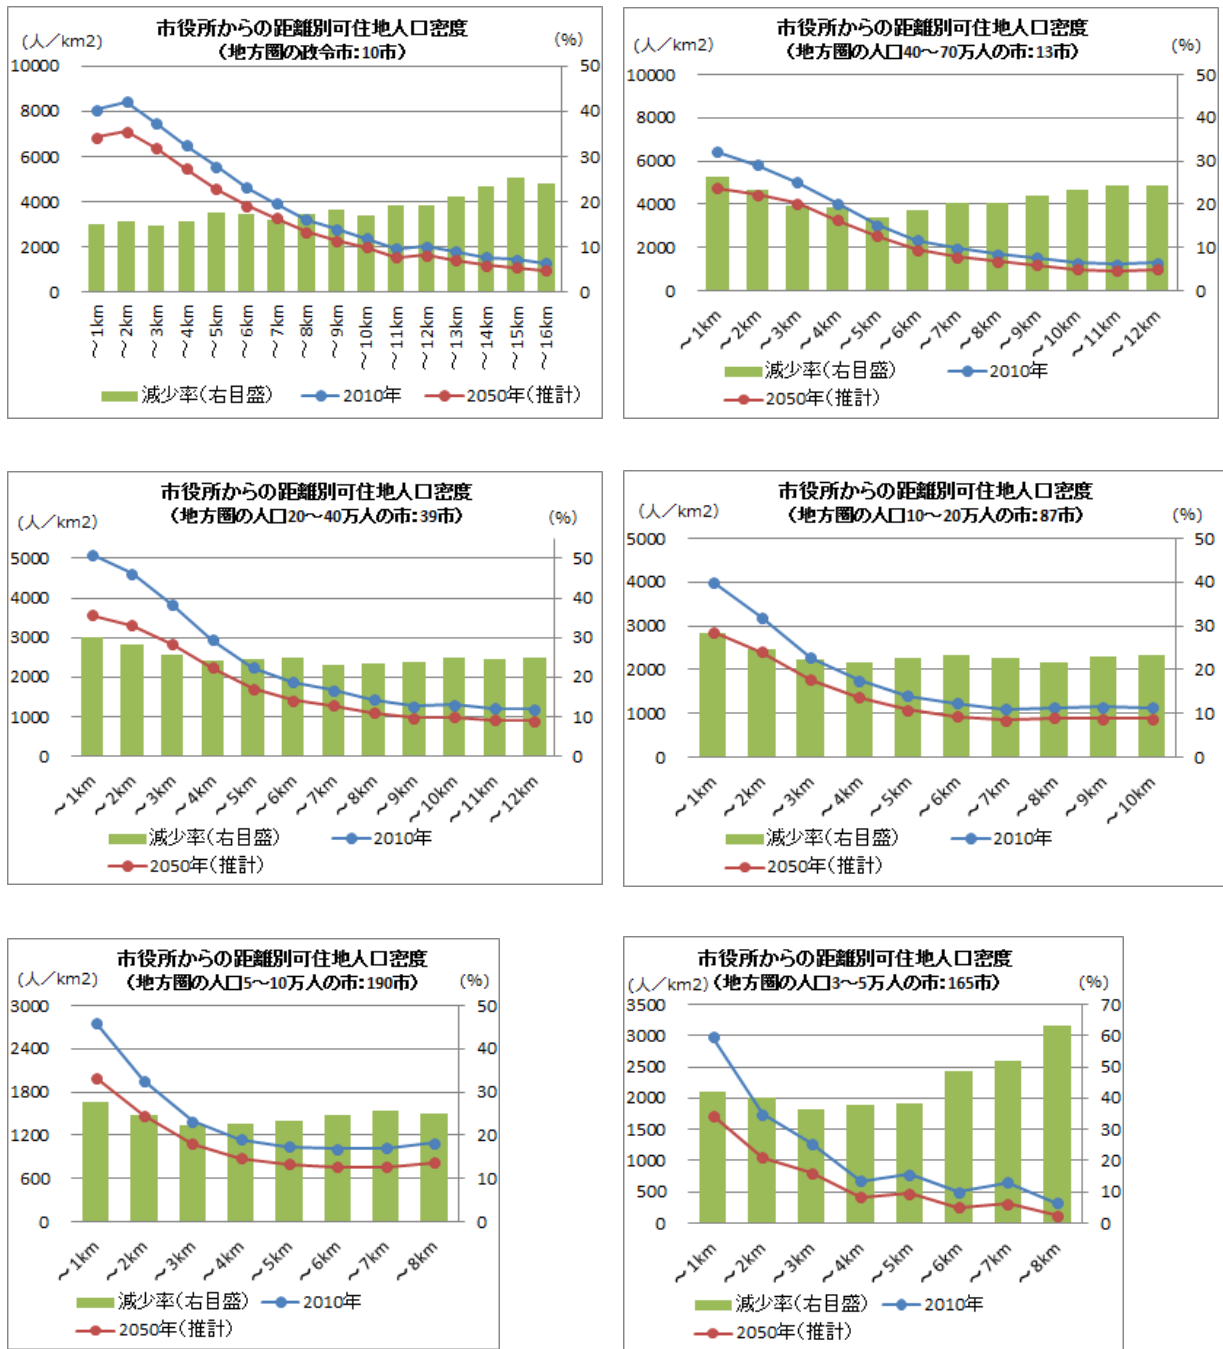 市役所からの距離別可住地人口密度
（地方圏の政令市：10市）
(人／km2)
(%)
10000
8000
6000
4000
2000
0
50
40
30
20
10
0
～1km
～2km
～3km
～4km
～5km
～6km
～7km
～8km
～9km
～10km
～11km
～12km
～13km
～14km
～15km
～16km
減少率(右目盛)
2010年
2050年(推計)
市役所からの距離別可住地人口密度
（地方圏の人口40～70万人の市：13市）
(人／km2)
(%)
10000
8000
6000
4000
2000
0
50
40
30
20
10
0
～1km
～2km
～3km
～4km
～5km
～6km
～7km
～8km
～9km
～10km
～11km
～12km
減少率(右目盛)
2010年
2050年(推計)
市役所からの距離別可住地人口密度
（地方圏の人口20～40万人の市：39市）
(人／km2)
(%)
5000
4000
3000
2000
1000
0
50
40
30
20
10
0
～1km
～2km
～3km
～4km
～5km
～6km
～7km
～8km
～9km
～10km
～11km
～12km
減少率(右目盛)
2010年
2050年(推計)
市役所からの距離別可住地人口密度
（地方圏の人口10～20万人の市：87市）
(人／km2)
(%)
5000
4000
3000
2000
1000
0
50
40
30
20
10
0
～1km
～2km
～3km
～4km
～5km
～6km
～7km
～8km
～9km
～10km
減少率(右目盛)
2010年
2050年(推計)
市役所からの距離別可住地人口密度
（地方圏の人口5～10万人の市：190市）
(人／km2)
(%)
3000
2400
1800
1200
600
0
50
40
30
20
10
0
～1km
～2km
～3km
～4km
～5km
～6km
～7km
～8km
減少率(右目盛)
2010年
2050年(推計)
市役所からの距離別可住地人口密度
（地方圏の人口3～5万人の市：165市）
(人／km2)
(%)
3500
3000
2500
2000
1500
1000
500
0
70
60
50
40
30
20
10
0
～1km
～2km
～3km
～4km
～5km
～6km
～7km
～8km
減少率(右目盛)
2010年
2050年(推計)